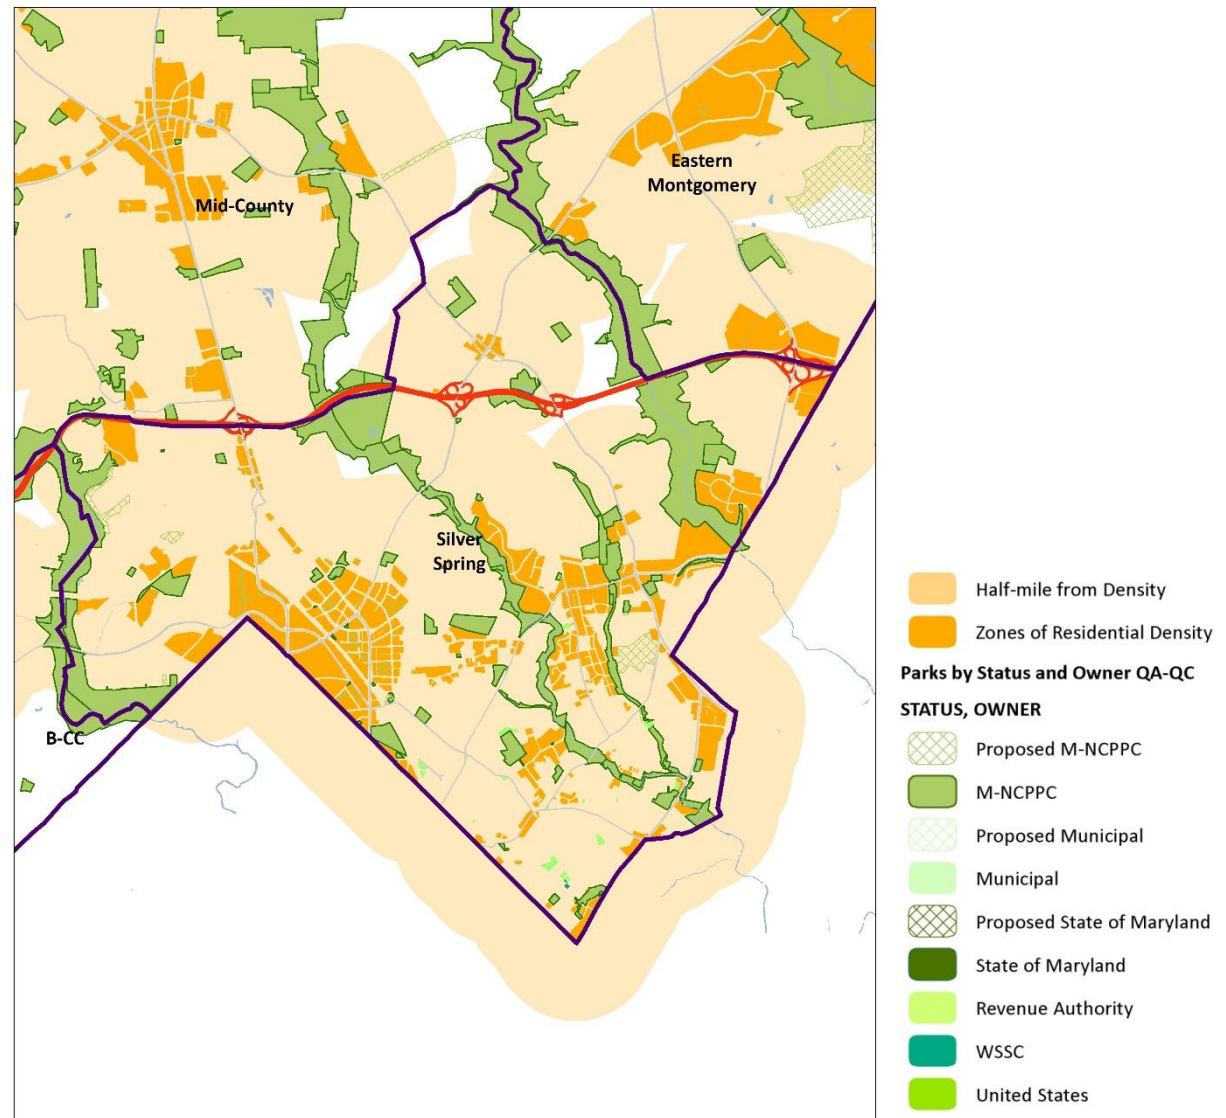 Eastern
Montgomery
Mid-County
Silver
Spring
B-CC
Half-mile from Density
Zones of Residential Density
Parks by Status and Owner QA-QC
STATUS, OWNER
Proposed M-NCPPC
M-NCPPC
Proposed Municipal
Municipal
Proposed State of Maryland
State of Maryland
Revenue Authority
WSSC
United States